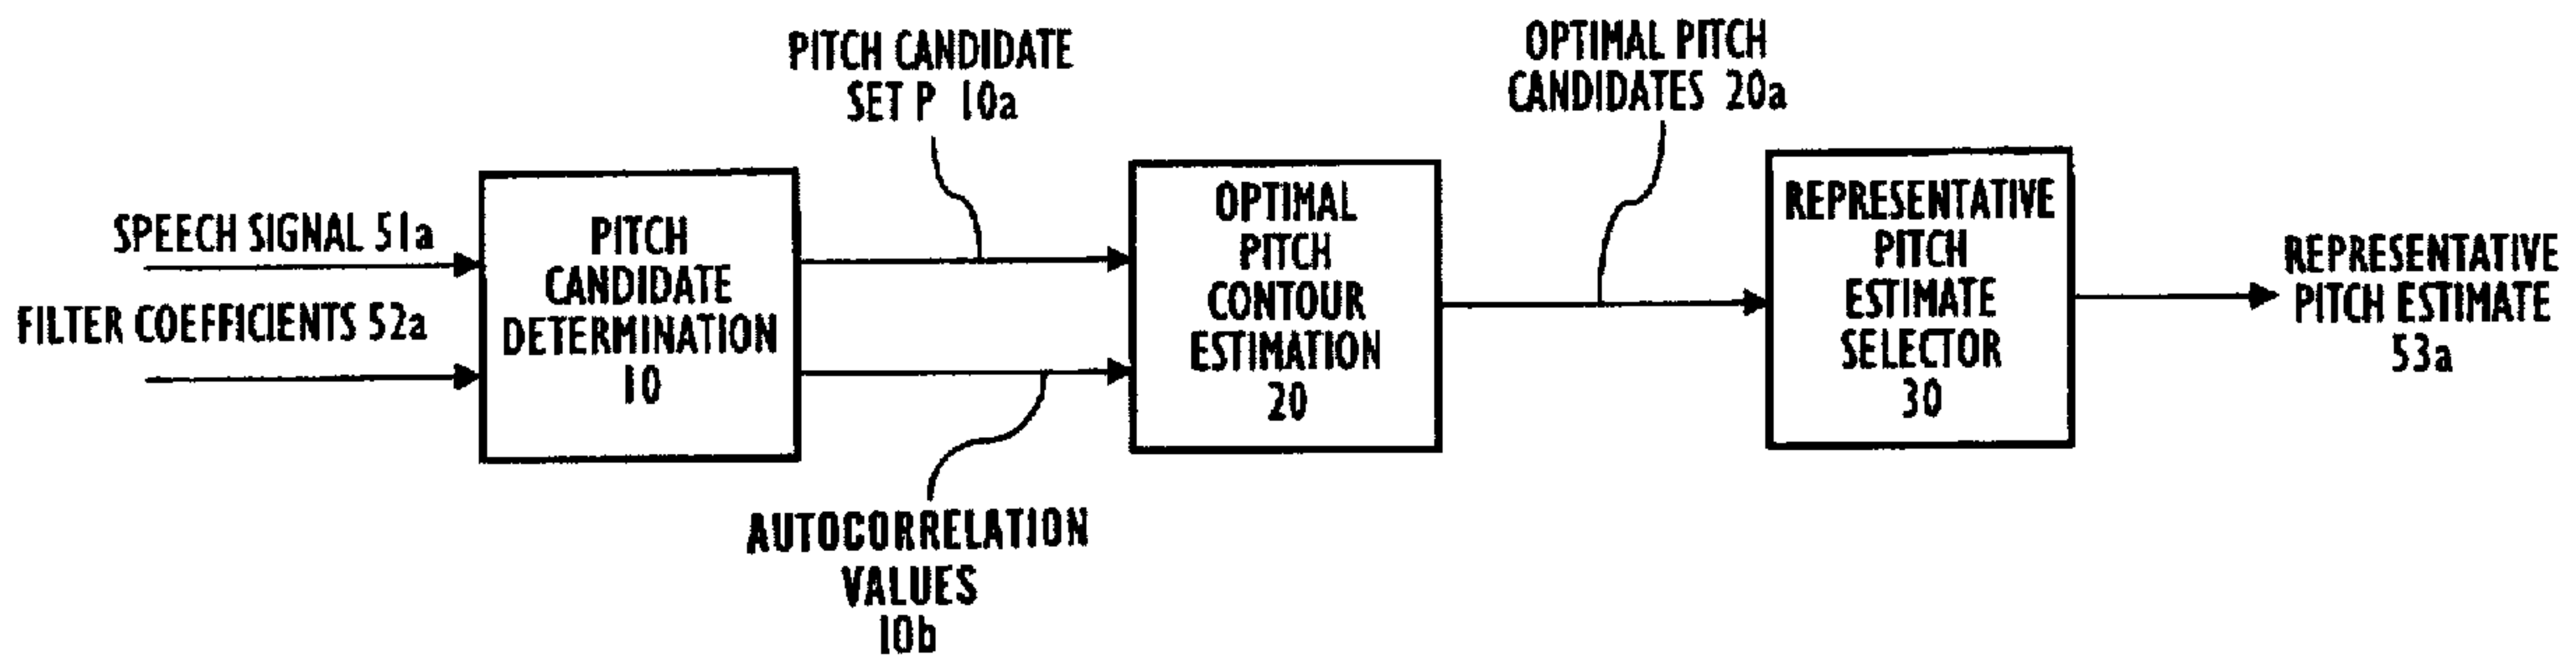 PITCH CANDIDATE
SET P 10a
OPTIMAL PITCH
CANDIDATES 20a
SPEECH SIGNAL 51a
FILTER COEFFICIENTS 52a
PITCH
CANDIDATE
DETERMINATION
10
OPTIMAL
PITCH
CONTOUR
ESTIMATION
20
REPRESENTATIVE
PITCH
ESTIMATE
SELECTOR
30
REPRESENTATIVE
PITCH ESTIMATE
53a
AUTOCORRELATION
VALUES
10b